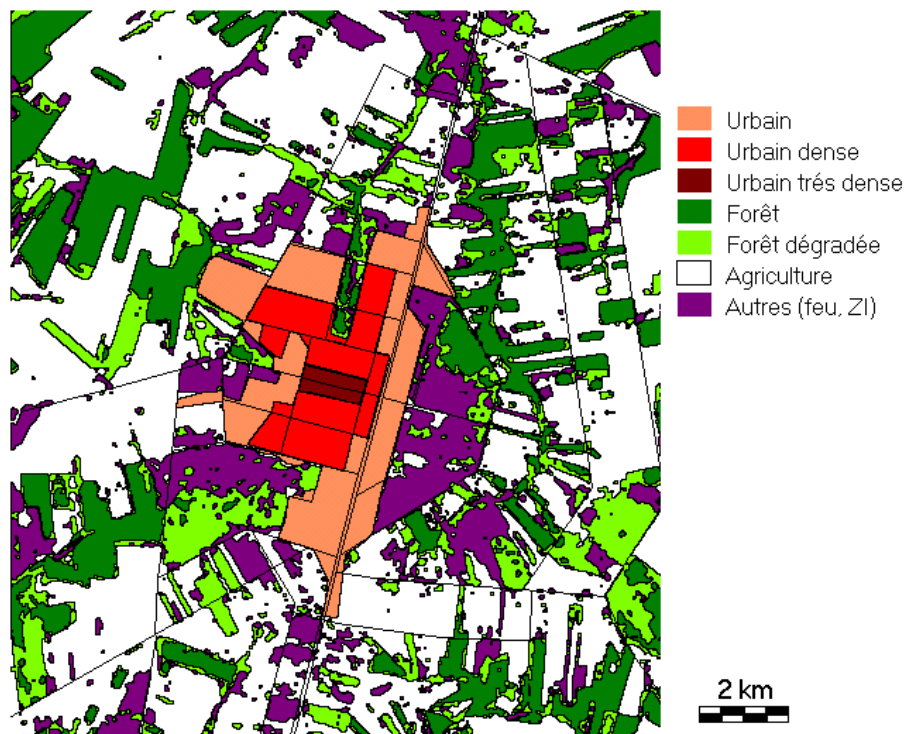 Urbain
Urbain dense
Urbain trés dense
Forêt
Forêt dégradée
Agriculture
Autres (feu, ZI)
2 km